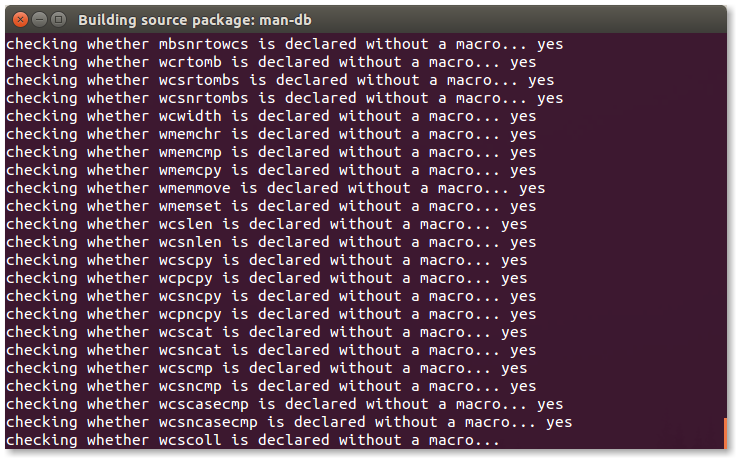 Building source package: man-db
checking whether mbsnrtowcs is declared without a macro... yes
checking whether wcrtomb is declared without a macro... yes
checking whether wcsrtombs is declared without a macro... yes
checking whether wcsnrtombs is declared without a macro... yes
checking whether wcwidth is declared without a macro... yes
checking whether wmemchr is declared without a macro... yes
checking whether wmemcmp is declared without a macro... yes
checking whether wmemcpy is declared without a macro... yes
checking whether wmemmove is declared without a macro... yes
checking whether wmemset is declared without a macro... yes
checking whether wcslen is declared without a macro... yes
checking whether wcsnlen is declared without a macro... yes
checking whether wcscpy is declared without a macro... yes
checking whether wcpcpy is declared without a macro... yes
checking whether wcsncpy is declared without a macro... yes
checking whether wcpncpy is declared without a macro... yes
checking whether wcscat is declared without a macro... yes
checking whether wcsncat is declared without a macro... yes
checking whether wcscmp is declared without a macro... yes
checking whether wcsncmp is declared without a macro... yes
checking whether wcscasecmp is declared without a macro... yes
checking whether wcsncasecmp is declared without a macro... yes
checking whether wcscoll is declared without a macro...